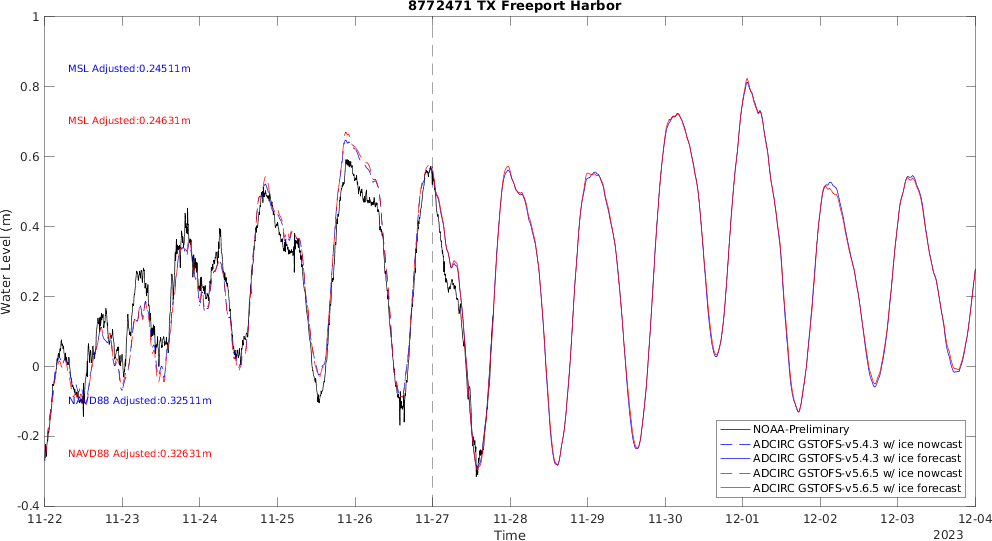 8772471 TX Freeport Harbor
Water Level (m)
1
0.8
0.6
0.4
0.2
0
-0.2
-0.4
MSL Adjusted:0.24511m
MSL Adjusted:0.24631m
NAVD88 Adjusted:0.32511m
NAVD88 Adjusted:0.32631m
NOAA-Preliminary
ADCIRC GSTOFS-v5.4.3 w/ ice nowcast
ADCIRC GSTOFS-v5.4.3 w/ ice forecast
ADCIRC GSTOFS-v5.6.5 w/ ice nowcast
ADCIRC GSTOFS-v5.6.5 w/ ice forecast
11-22 11-23 11-24 11-25 11-26 11-27 11-28 11-29 11-30 12-01 12-02 12-03 12-04
Time
2023